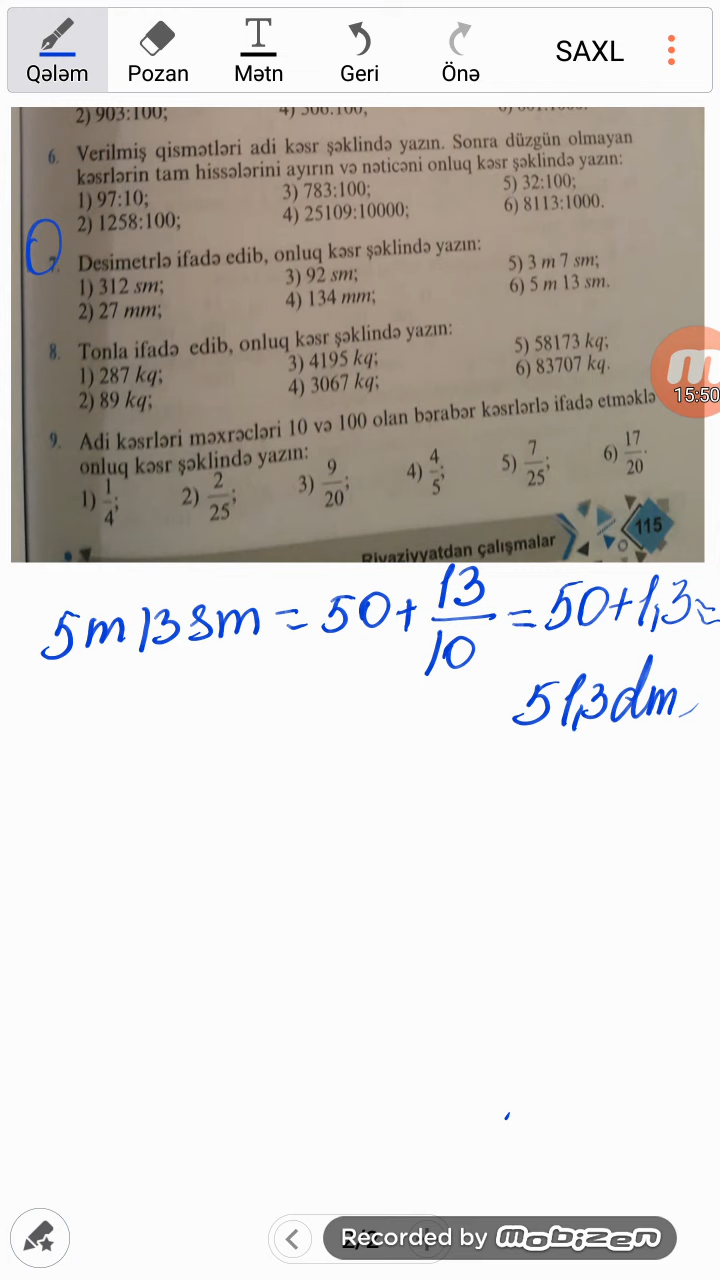 Qələm Pozan Mətn Geri Önə SAXL
2) 903:100;
6. Verilmiş qismətləri adi kəsr şəklində yazın. Sonra düzgün olmayan
kəsrlərin tam hissələrini ayırın və nəticəni onluq kəsr şəklində yazın:
1) 97:10; 3) 783:100; 5) 32:100;
2) 1258:100; 4) 25109:10000; 6) 8113:1000.
7. Desimetrlə ifadə edib, onluq kəsr şəklində yazın:
1) 312 sm; 3) 92 sm; 5) 3 m 7 sm;
2) 27 mm; 4) 134 mm; 6) 5 m 13 sm.
8. Tonla ifadə edib, onluq kəsr şəklində yazın:
1) 287 kq; 3) 4195 kq; 5) 58173 kq;
2) 89 kq; 4) 3067 kq; 6) 83707 kq.
15:50
9. Adi kəsrləri məxrəcləri 10 və 100 olan bərabər kəsrlərlə ifadə etməklə
onluq kəsr şəklində yazın:
1) 1/4; 2) 2/25; 3) 9/20; 4) 4/5; 5) 7/25; 6) 17/20.
115
Riyaziyyatdan çalışmalar
5m 13sm = 50 + 13/10 = 50+1,3=
51,3dm
Recorded by mobizen